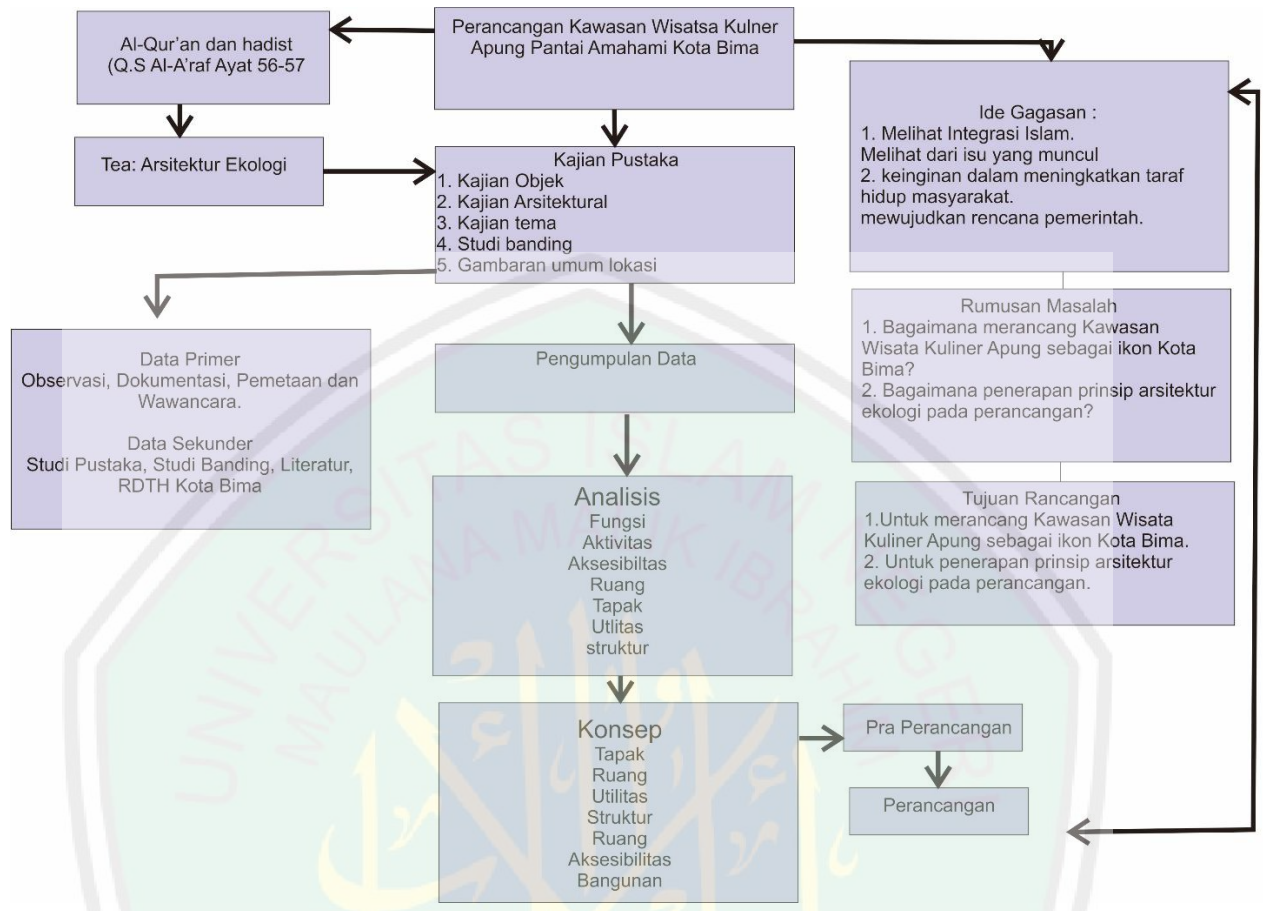 Perancangan Kawasan Wisatsa Kulner
Apung Pantai Amahami Kota Bima
Al-Qur'an dan hadist
(Q.S Al-A'raf Ayat 56-57
Tea: Arsitektur Ekologi
Kajian Pustaka
1. Kajian Objek
2. Kajian Arsitektural
3. Kajian tema
4. Studi banding
5. Gambaran umum lokasi
Ide Gagasan :
1. Melihat Integrasi Islam.
Melihat dari isu yang muncul
2. keinginan dalam meningkatkan taraf
hidup masyarakat.
mewujudkan rencana pemerintah.
Data Primer
Observasi, Dokumentasi, Pemetaan dan
Wawancara.
Data Sekunder
Studi Pustaka, Studi Banding, Literatur,
RDTH Kota Bima
Pengumpulan Data
Rumusan Masalah
1. Bagaimana merancang Kawasan
Wisata Kuliner Apung sebagai ikon Kota
Bima?
2. Bagaimana penerapan prinsip arsitektur
ekologi pada perancangan?
Tujuan Rancangan
1.Untuk merancang Kawasan Wisata
Kuliner Apung sebagai ikon Kota Bima.
2. Untuk penerapan prinsip arsitektur
ekologi pada perancangan.
Analisis
Fungsi
Aktivitas
Aksesibiltas
Ruang
Tapak
Utlitas
struktur
Konsep
Tapak
Ruang
Utilitas
Struktur
Ruang
Aksesibilitas
Bangunan
Pra Perancangan
Perancangan
UNIVERSITAS ISLAM NEGERI
MAULANA MALIK IBRAHIM